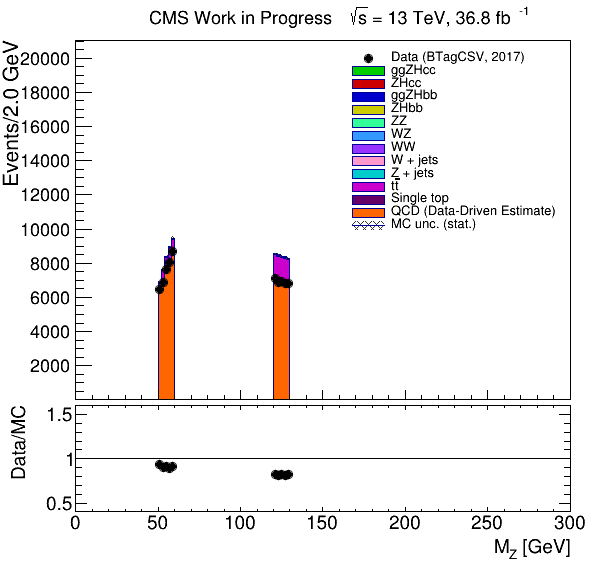 CMS Work in Progress √s = 13 TeV, 36.8 fb -1
Events/2.0 GeV
20000
18000
16000
14000
12000
10000
8000
6000
4000
2000
Data (BTagCSV, 2017)
ggZHcc
ZHcc
ggZHbb
ZHbb
ZZ
WZ
WW
W + jets
Z + jets
tt̅
Single top
QCD (Data-Driven Estimate)
MC unc. (stat.)
Data/MC
1.5
1
0.5
0 50 100 150 200 250 300
M_Z [GeV]